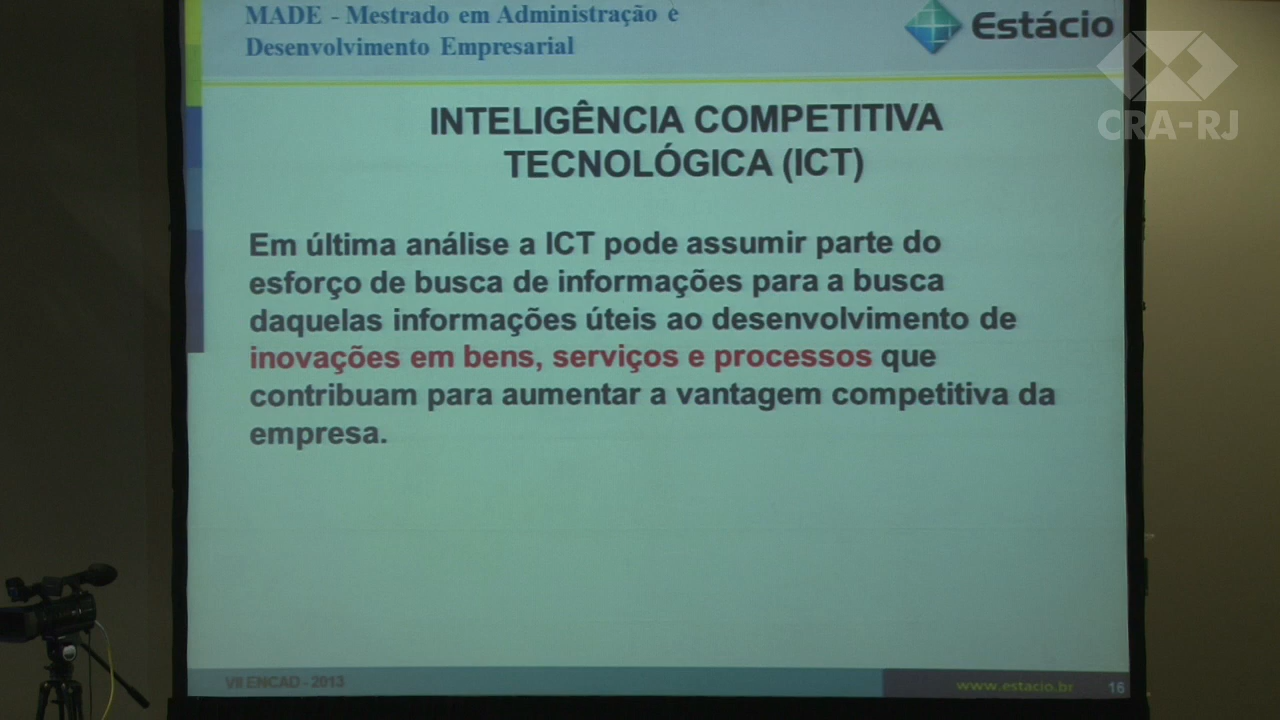 MADE - Mestrado em Administração e
Desenvolvimento Empresarial
Estácio
CRA-RJ
INTELIGÊNCIA COMPETITIVA
TECNOLÓGICA (ICT)
Em última análise a ICT pode assumir parte do
esforço de busca de informações para a busca
daquelas informações úteis ao desenvolvimento de
inovações em bens, serviços e processos que
contribuam para aumentar a vantagem competitiva da
empresa.
VII ENCAD - 2013
www.estacio.br
16